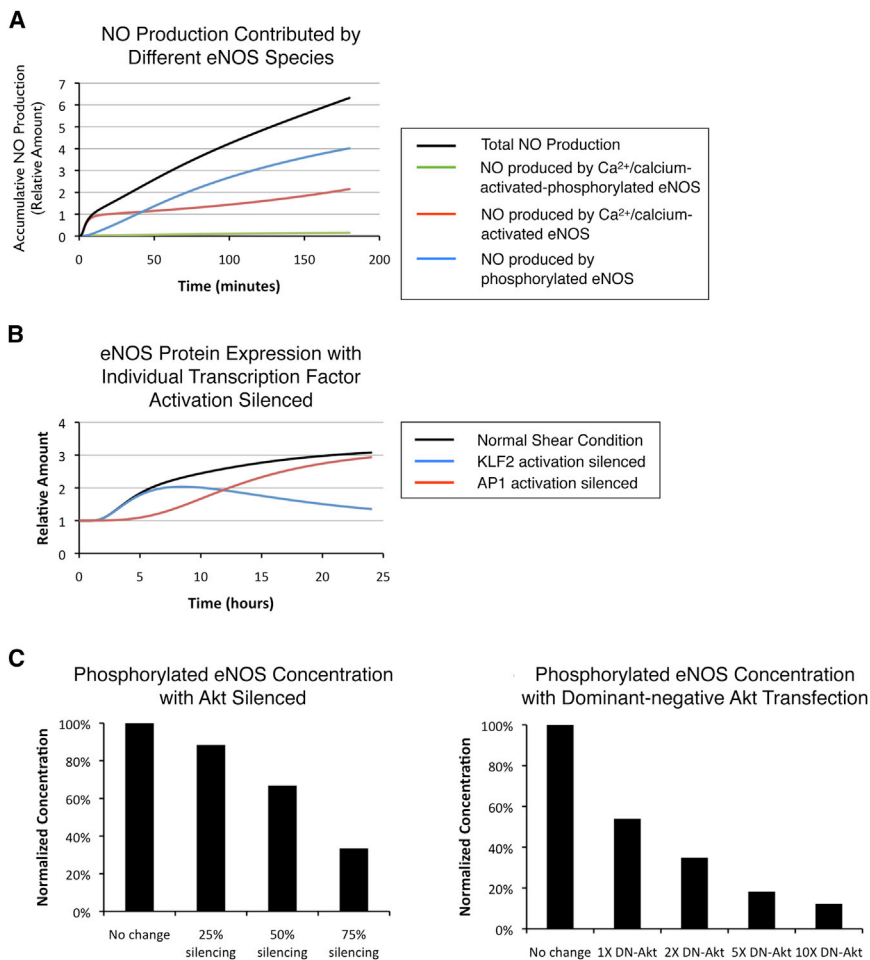 A
NO Production Contributed by
Different eNOS Species
Accumulative NO Production
(Relative Amount)
7
6
5
4
3
2
1
0
0 50 100 150 200
Time (minutes)
Total NO Production
NO produced by Ca²⁺/calcium-
activated-phosphorylated eNOS
NO produced by Ca²⁺/calcium-
activated eNOS
NO produced by
phosphorylated eNOS
B
eNOS Protein Expression with
Individual Transcription Factor
Activation Silenced
Relative Amount
4
3
2
1
0
0 5 10 15 20 25
Time (hours)
Normal Shear Condition
KLF2 activation silenced
AP1 activation silenced
C
Phosphorylated eNOS Concentration
with Akt Silenced
Normalized Concentration
100%
80%
60%
40%
20%
0%
No change 25% 50% 75%
silencing silencing silencing
Phosphorylated eNOS Concentration
with Dominant-negative Akt Transfection
Normalized Concentration
100%
80%
60%
40%
20%
0%
No change 1X DN-Akt 2X DN-Akt 5X DN-Akt 10X DN-Akt